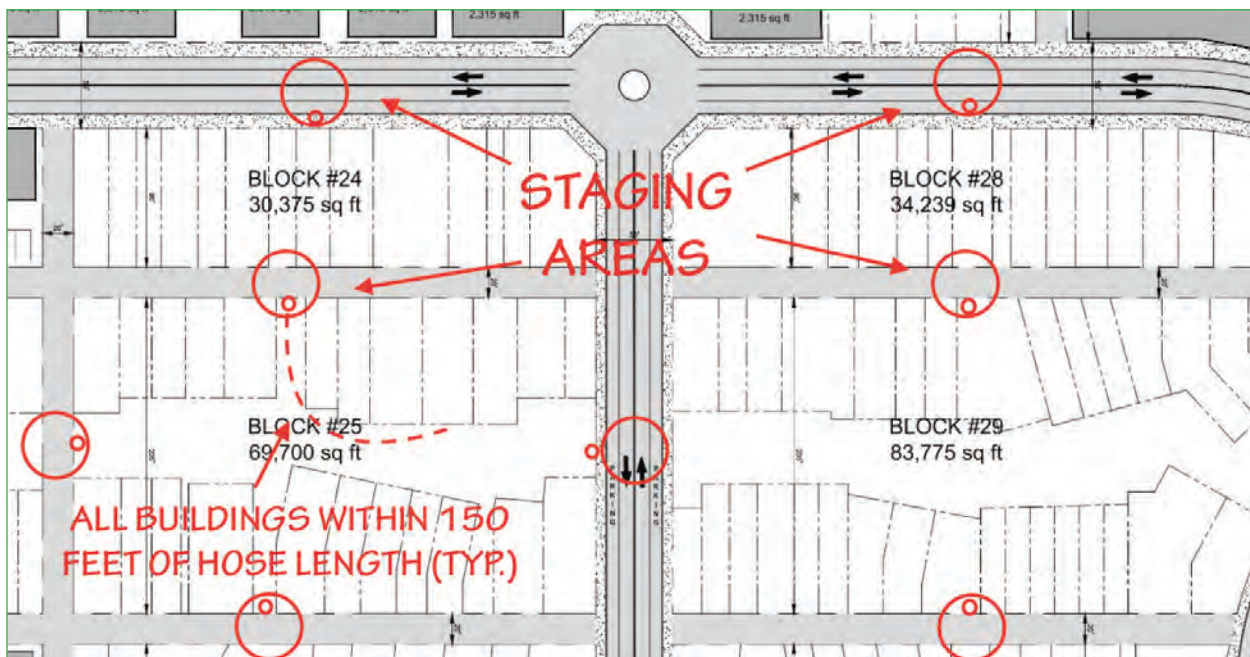 2,315 sq ft
2,315 sq ft
BLOCK #24
30,375 sq ft
BLOCK #28
34,239 sq ft
STAGING
AREAS
BLOCK #25
69,700 sq ft
BLOCK #29
83,775 sq ft
PARKING
PARKING
ALL BUILDINGS WITHIN 150
FEET OF HOSE LENGTH (TYP.)